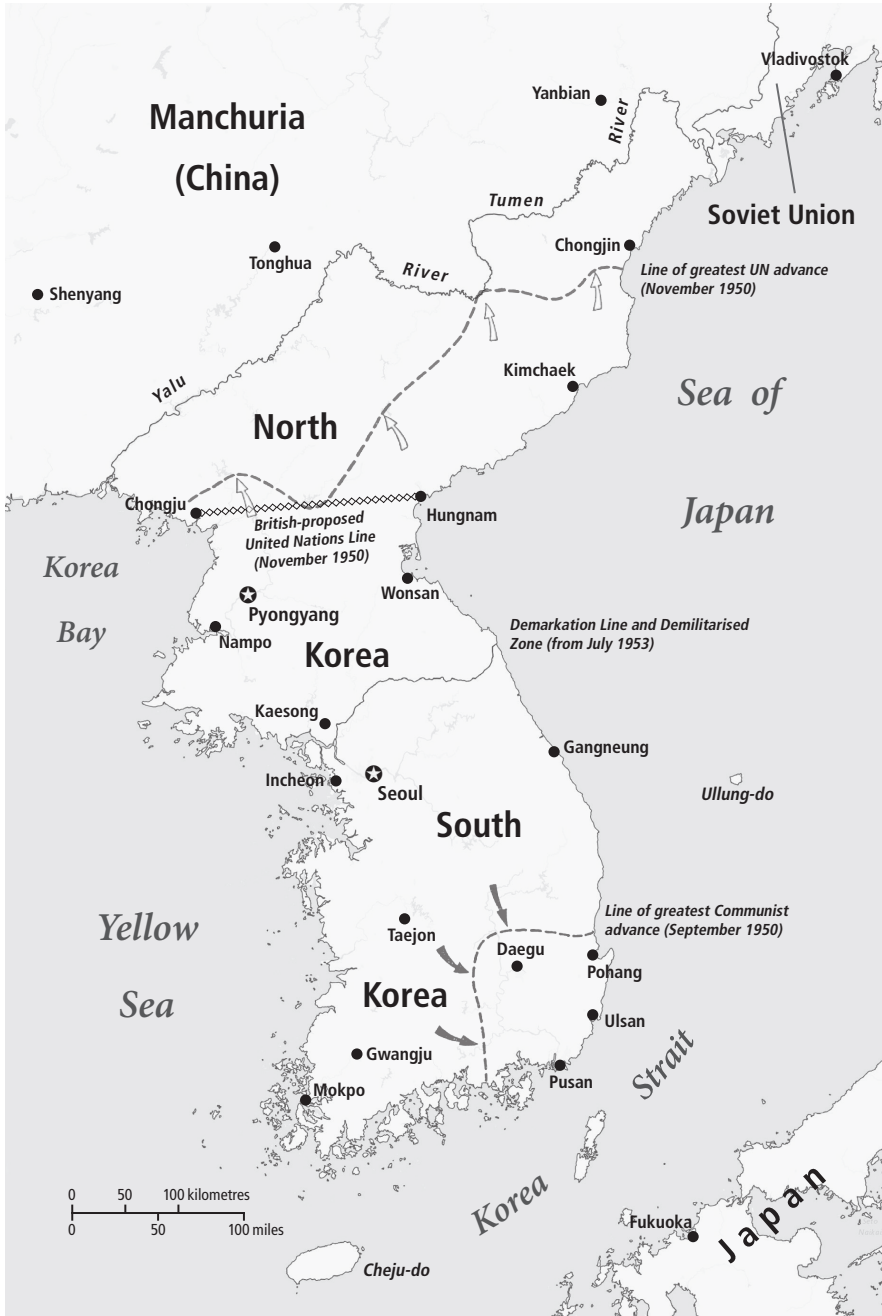 Vladivostok
Yanbian
Manchuria
(China)
River
Tumen
Soviet Union
Chongjin
Tonghua
River
Line of greatest UN advance
(November 1950)
Shenyang
Kimchaek
Yalu
Sea of
North
Japan
Chongju
Hungnam
British-proposed
United Nations Line
(November 1950)
Korea
Bay
Wonsan
Pyongyang
Nampo
Demarkation Line and Demilitarised
Zone (from July 1953)
Korea
Kaesong
Gangneung
Incheon
Seoul
Ullung-do
South
Line of greatest Communist
advance (September 1950)
Yellow
Sea
Taejon
Daegu
Pohang
Korea
Ulsan
Gwangju
Strait
Pusan
Mokpo
0 50 100 kilometres
0 50 100 miles
Korea
Japan
Fukuoka
Cheju-do